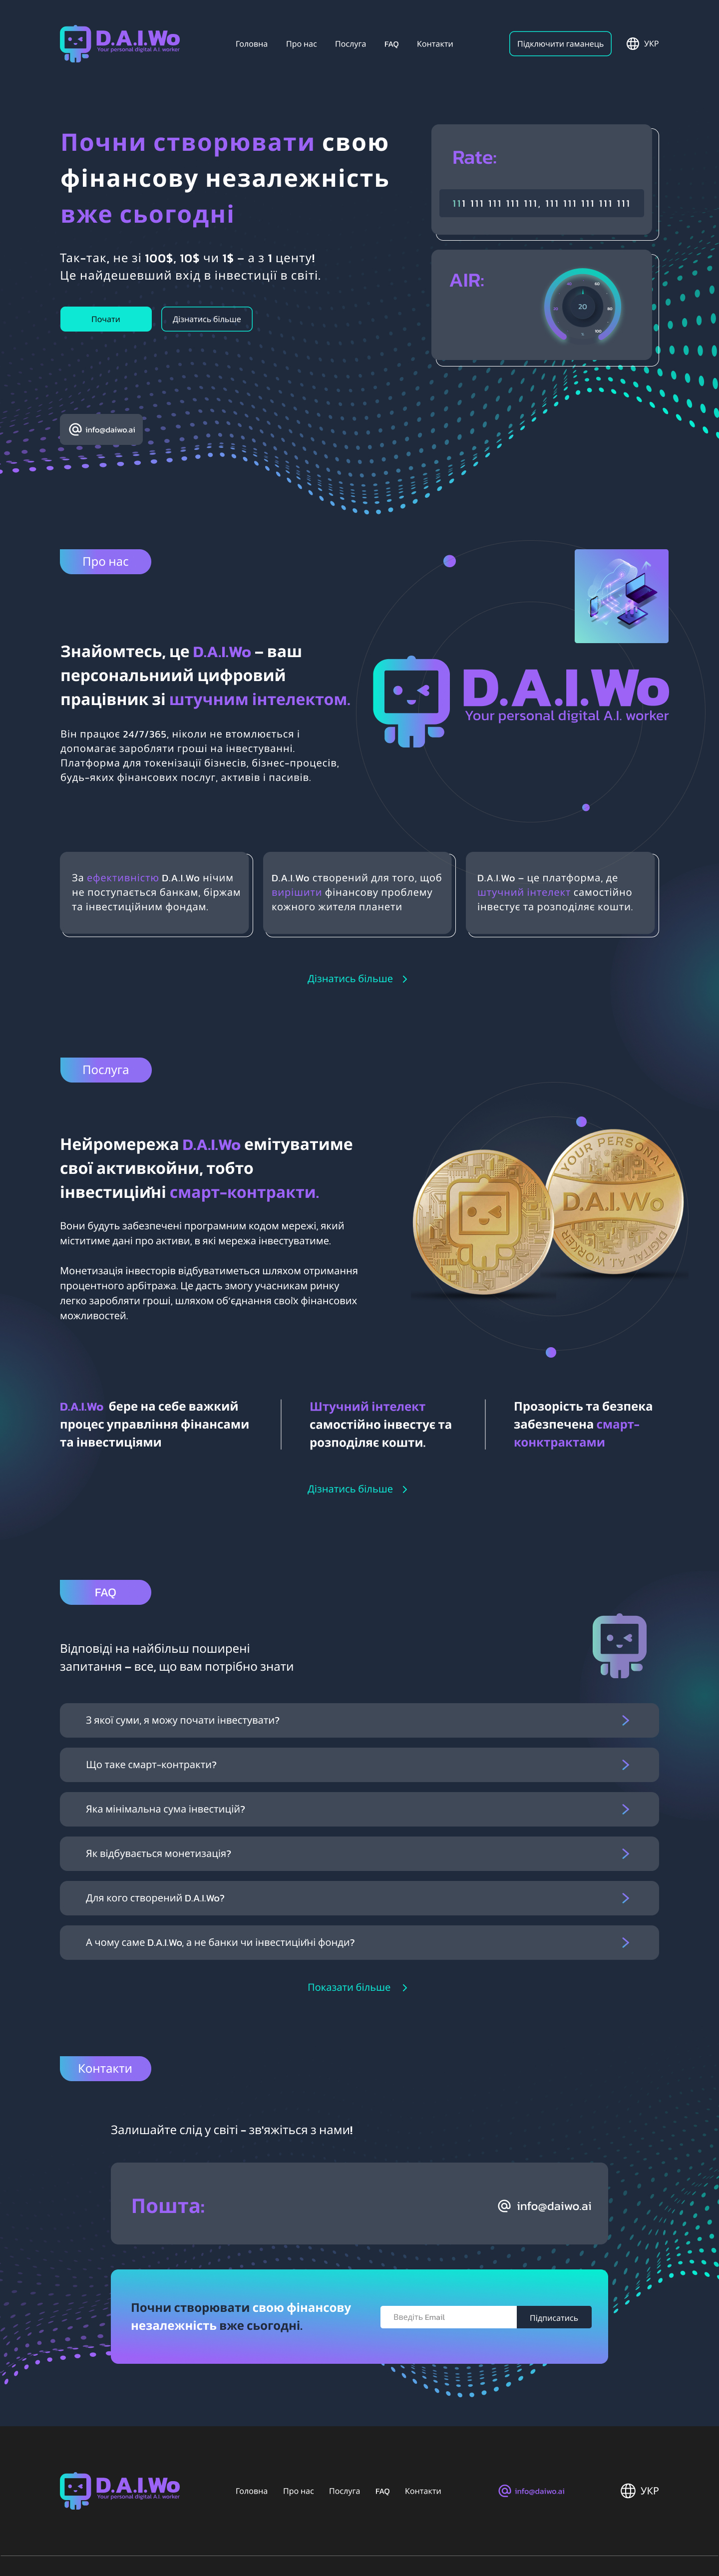 D.A.I.Wo
Your personal digital A.I. worker
Головна Про нас Послуга FAQ Контакти
Підключити гаманець
УКР
Почни створювати свою
фінансову незалежність
вже сьогодні
Так-так, не зі 100$, 10$ чи 1$ – а з 1 центу!
Це найдешевший вхід в інвестиції в світі.
Почати
Дізнатись більше
Rate:
111 111 111 111 111, 111 111 111 111 111
AIR:
60
80
100
20
info@daiwo.ai
Про нас
Знайомтесь, це D.A.I.Wo – ваш
персональниий цифровий
працівник зі штучним інтелектом.
Він працює 24/7/365, ніколи не втомлюється і
допомагає заробляти гроші на інвестуванні.
Платформа для токенізації бізнесів, бізнес-процесів,
будь-яких фінансових послуг, активів і пасивів.
D.A.I.Wo
Your personal digital A.I. worker
За ефективністю D.A.I.Wo нічим
не поступається банкам, біржам
та інвестиційним фондам.
D.A.I.Wo створений для того, щоб
вирішити фінансову проблему
кожного жителя планети
D.A.I.Wo – це платформа, де
штучний інтелект самостійно
інвестує та розподіляє кошти.
Дізнатись більше
Послуга
Нейромережа D.A.I.Wo емітуватиме
свої активкойни, тобто
інвестиційні смарт-контракти.
Вони будуть забезпечені програмним кодом мережі, який
міститиме дані про активи, в які мережа інвестуватиме.
Монетизація інвесторів відбуватиметься шляхом отримання
процентного арбітража. Це дасть змогу учасникам ринку
легко заробляти гроші, шляхом об’єднання своїх фінансових
можливостей.
YOUR PERSONAL
D.A.I.Wo
DIGITAL A.I. WORKER
D.A.I.Wo бере на себе важкий
процес управління фінансами
та інвестиціями
Штучний інтелект
самостійно інвестує та
розподіляє кошти.
Прозорість та безпека
забезпечена смарт-
конктрактами
Дізнатись більше
FAQ
Відповіді на найбільш поширені
запитання – все, що вам потрібно знати
З якої суми, я можу почати інвестувати?
Що таке смарт-контракти?
Яка мінімальна сума інвестицій?
Як відбувається монетизація?
Для кого створений D.A.I.Wo?
А чому саме D.A.I.Wo, а не банки чи інвестиційні фонди?
Показати більше
Контакти
Залишайте слід у світі - зв'яжіться з нами!
Пошта:
info@daiwo.ai
Почни створювати свою фінансову
незалежність вже сьогодні.
Введіть Email
Підписатись
D.A.I.Wo
Your personal digital A.I. worker
Головна Про нас Послуга FAQ Контакти
info@daiwo.ai
УКР